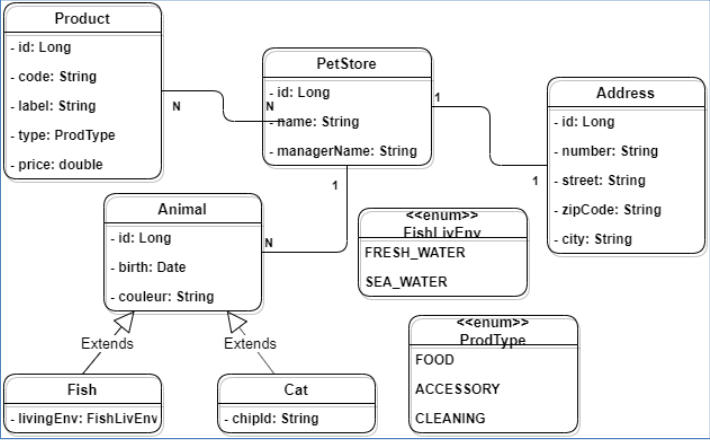 Product
- id: Long
- code: String
- label: String
- type: ProdType
- price: double
N
N
PetStore
- id: Long
- name: String
- managerName: String
1
1
Address
- id: Long
- number: String
- street: String
- zipCode: String
- city: String
1
N
Animal
- id: Long
- birth: Date
- couleur: String
<<enum>>
FishLivEnv
FRESH_WATER
SEA_WATER
Extends
Extends
<<enum>>
ProdType
FOOD
ACCESSORY
CLEANING
Fish
- livingEnv: FishLivEnv
Cat
- chipId: String